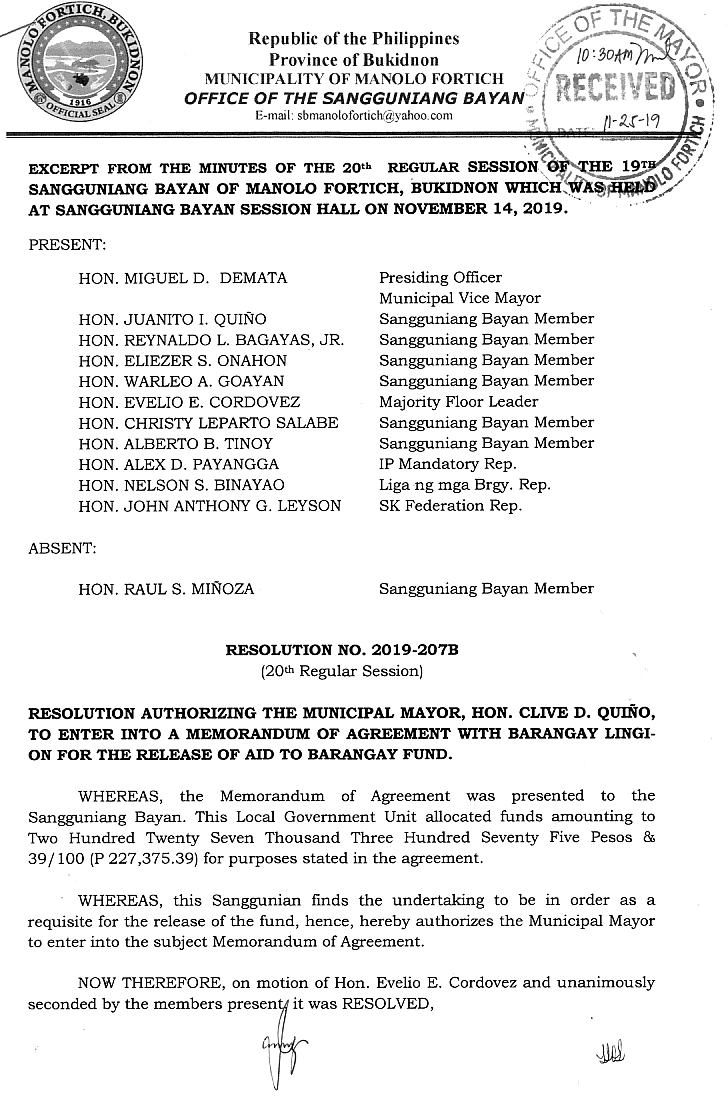 MANOLO FORTICH, BUKIDNON
1916
OFFICIAL SEAL
Republic of the Philippines
Province of Bukidnon
MUNICIPALITY OF MANOLO FORTICH
OFFICE OF THE SANGGUNIANG BAYAN
E-mail: sbmanolofortich@yahoo.com
OFFICE OF THE MAYOR
10:30AM
RECEIVED
DATE: 11-25-19
MUNICIPALITY OF MANOLO FORTICH
EXCERPT FROM THE MINUTES OF THE 20th REGULAR SESSION OF THE 19TH
SANGGUNIANG BAYAN OF MANOLO FORTICH, BUKIDNON WHICH WAS HELD
AT SANGGUNIANG BAYAN SESSION HALL ON NOVEMBER 14, 2019.
PRESENT:
HON. MIGUEL D. DEMATA Presiding Officer
Municipal Vice Mayor
HON. JUANITO I. QUIÑO Sangguniang Bayan Member
HON. REYNALDO L. BAGAYAS, JR. Sangguniang Bayan Member
HON. ELIEZER S. ONAHON Sangguniang Bayan Member
HON. WARLEO A. GOAYAN Sangguniang Bayan Member
HON. EVELIO E. CORDOVEZ Majority Floor Leader
HON. CHRISTY LEPARTO SALABE Sangguniang Bayan Member
HON. ALBERTO B. TINOY Sangguniang Bayan Member
HON. ALEX D. PAYANGGA IP Mandatory Rep.
HON. NELSON S. BINAYAO Liga ng mga Brgy. Rep.
HON. JOHN ANTHONY G. LEYSON SK Federation Rep.
ABSENT:
HON. RAUL S. MIÑOZA Sangguniang Bayan Member
RESOLUTION NO. 2019-207B
(20th Regular Session)
RESOLUTION AUTHORIZING THE MUNICIPAL MAYOR, HON. CLIVE D. QUIÑO,
TO ENTER INTO A MEMORANDUM OF AGREEMENT WITH BARANGAY LINGI-
ON FOR THE RELEASE OF AID TO BARANGAY FUND.
WHEREAS, the Memorandum of Agreement was presented to the
Sangguniang Bayan. This Local Government Unit allocated funds amounting to
Two Hundred Twenty Seven Thousand Three Hundred Seventy Five Pesos &
39/100 (P 227,375.39) for purposes stated in the agreement.
WHEREAS, this Sanggunian finds the undertaking to be in order as a
requisite for the release of the fund, hence, hereby authorizes the Municipal Mayor
to enter into the subject Memorandum of Agreement.
NOW THEREFORE, on motion of Hon. Evelio E. Cordovez and unanimously
seconded by the members present, it was RESOLVED,